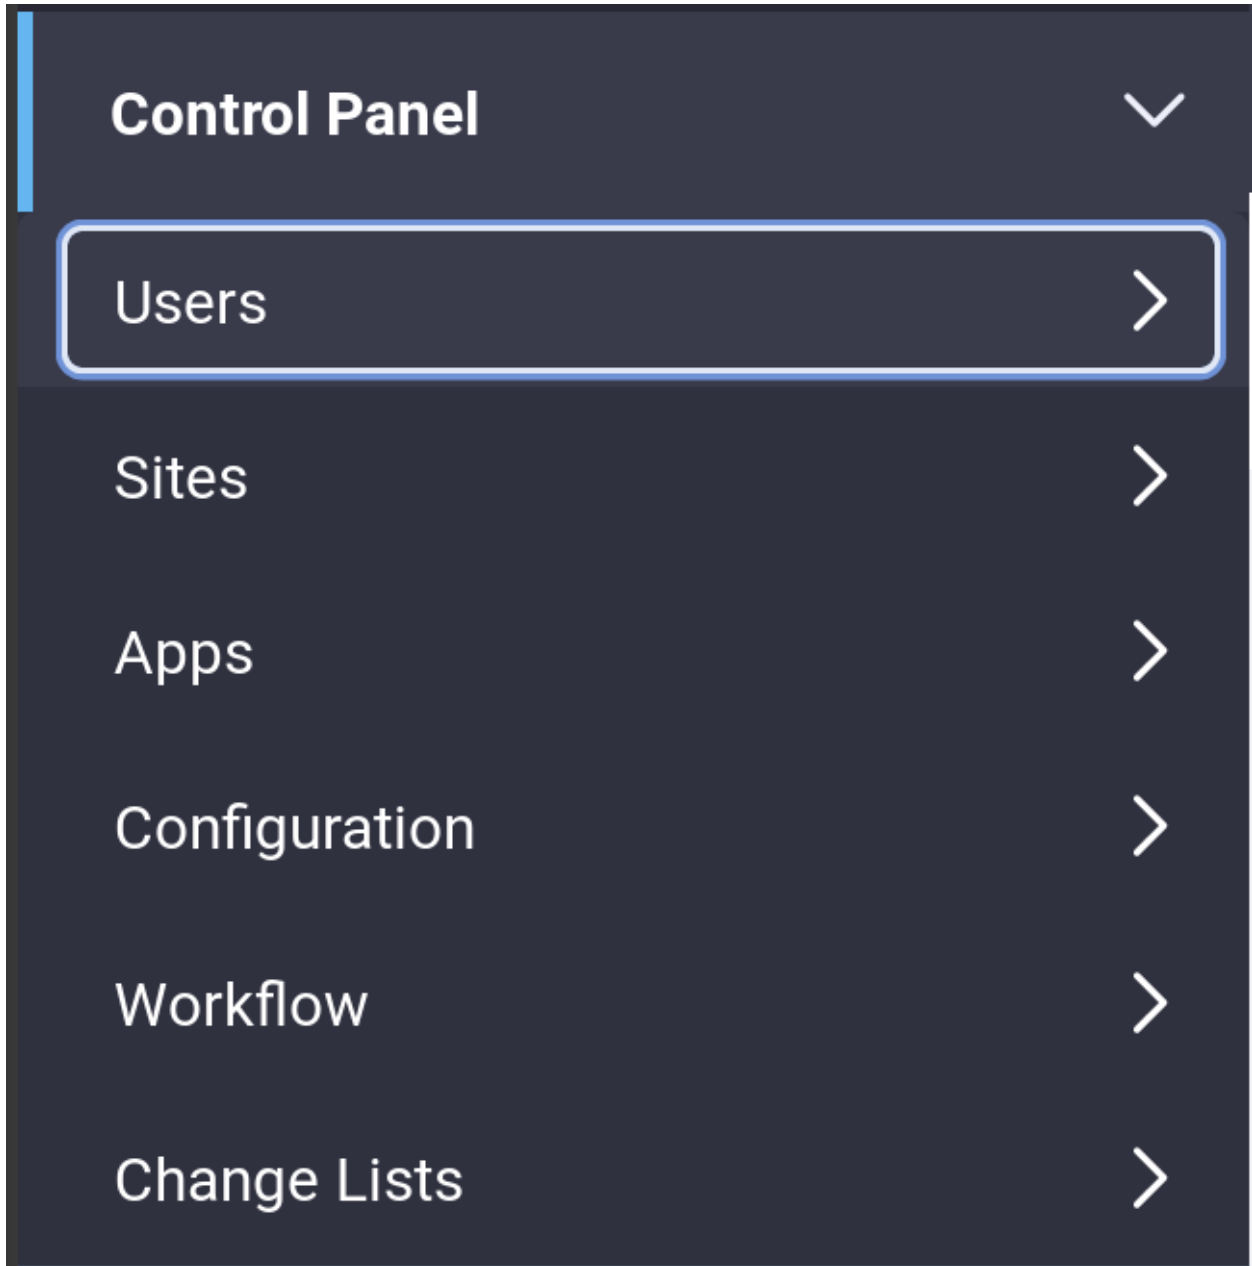 Control Panel
Users
Sites
Apps
Configuration
Workflow
Change Lists